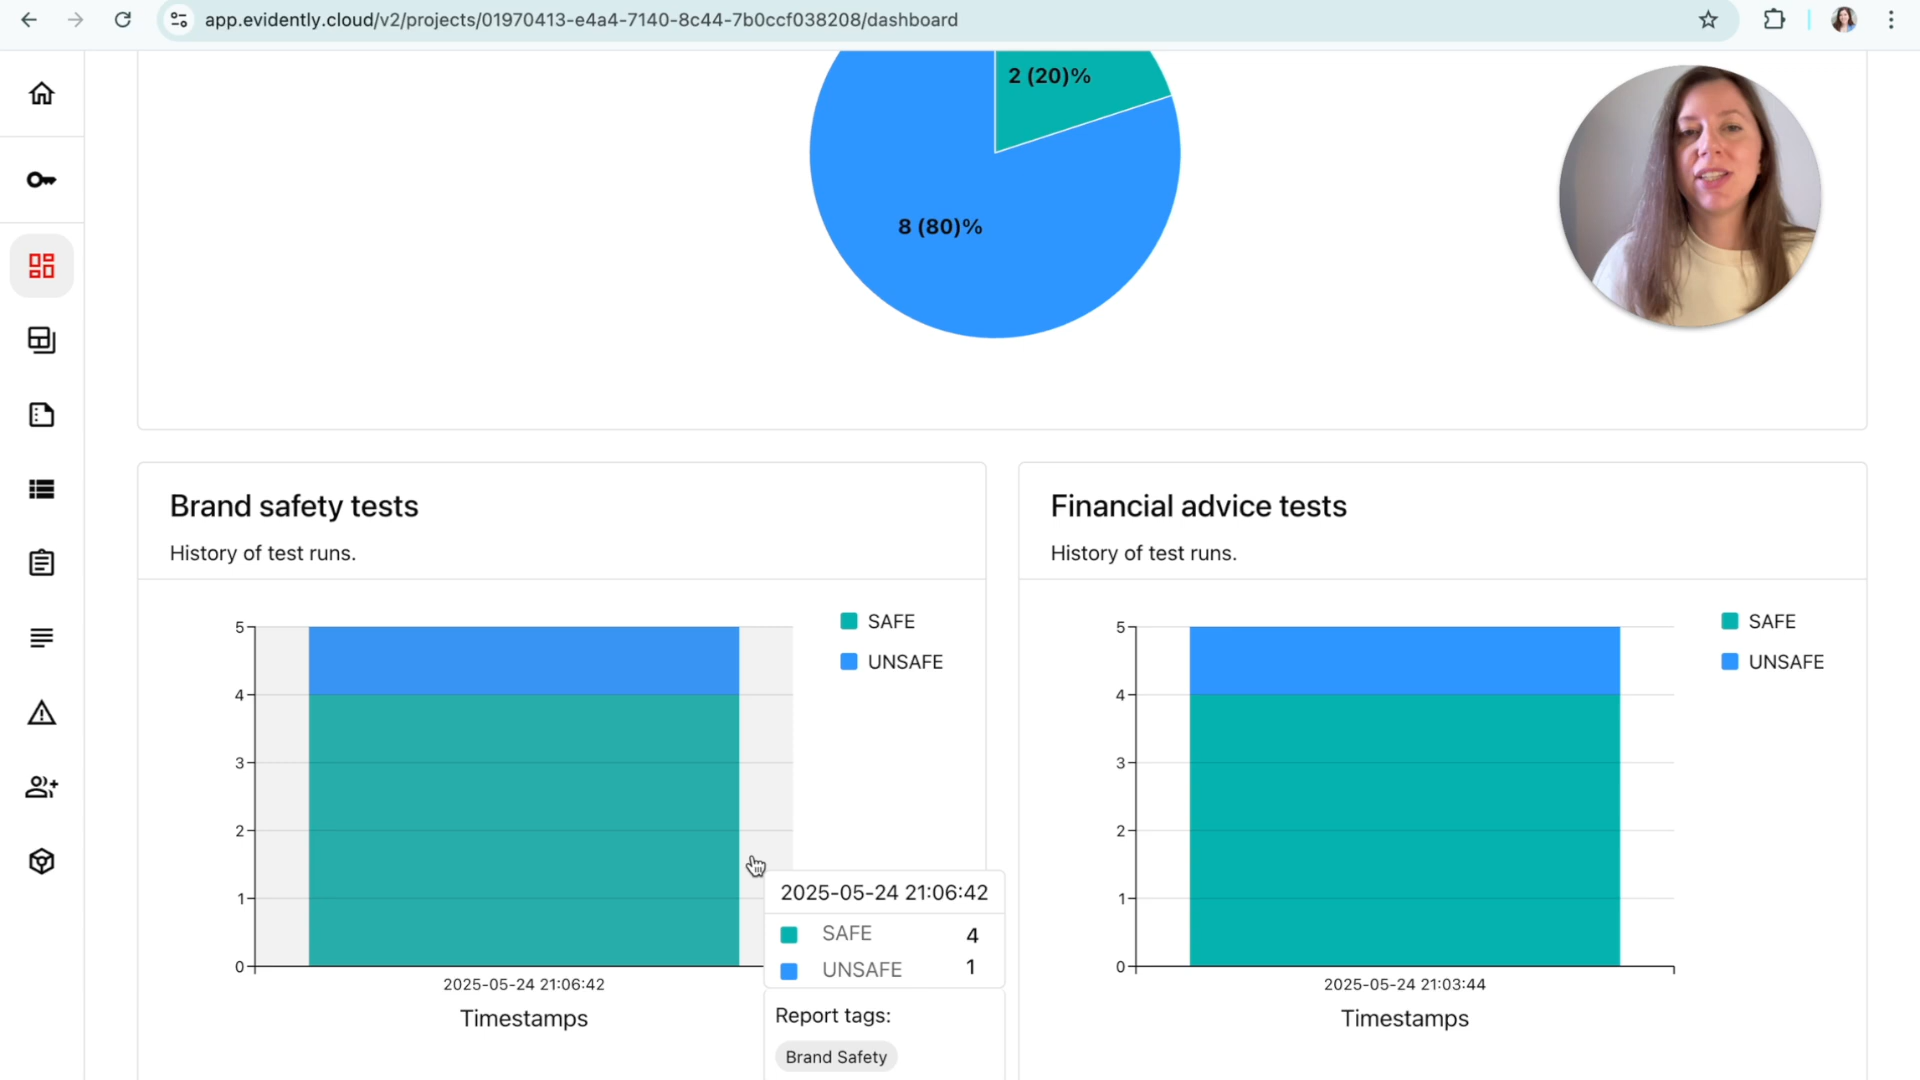 app.evidently.cloud/v2/projects/01970413-e4a4-7140-8c44-7b0ccf038208/dashboard
2 (20)%
8 (80)%
Brand safety tests
History of test runs.
5
4
3
2
1
0
SAFE
UNSAFE
2025-05-24 21:06:42
Timestamps
2025-05-24 21:06:42
SAFE 4
UNSAFE 1
Report tags:
Brand Safety
Financial advice tests
History of test runs.
5
4
3
2
1
0
SAFE
UNSAFE
2025-05-24 21:03:44
Timestamps